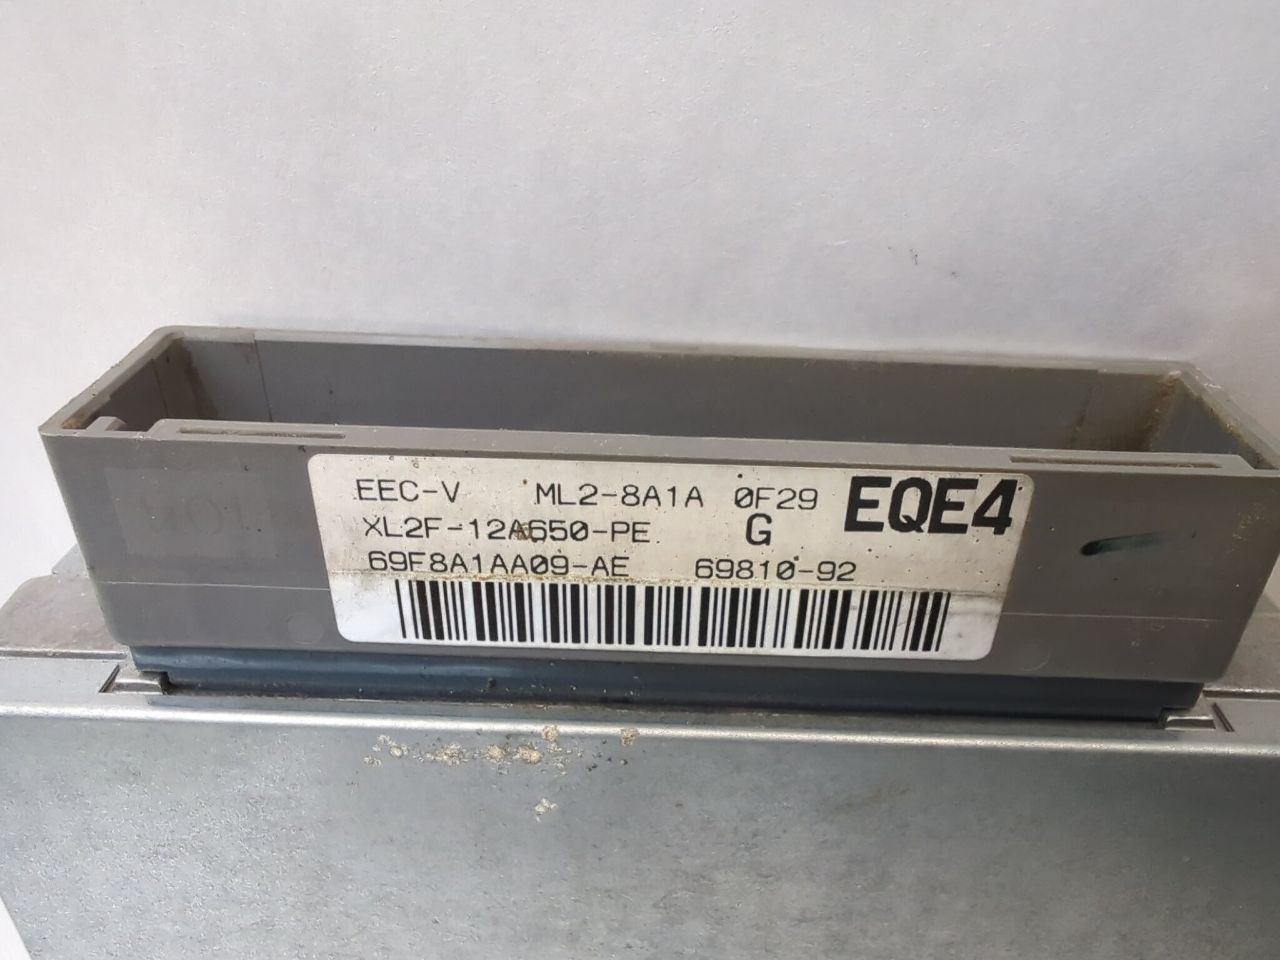 EEC-V ML2-8A1A 0F29 EQE4
XL2F-12A650-PE G
69F8A1AA09-AE 69810-92